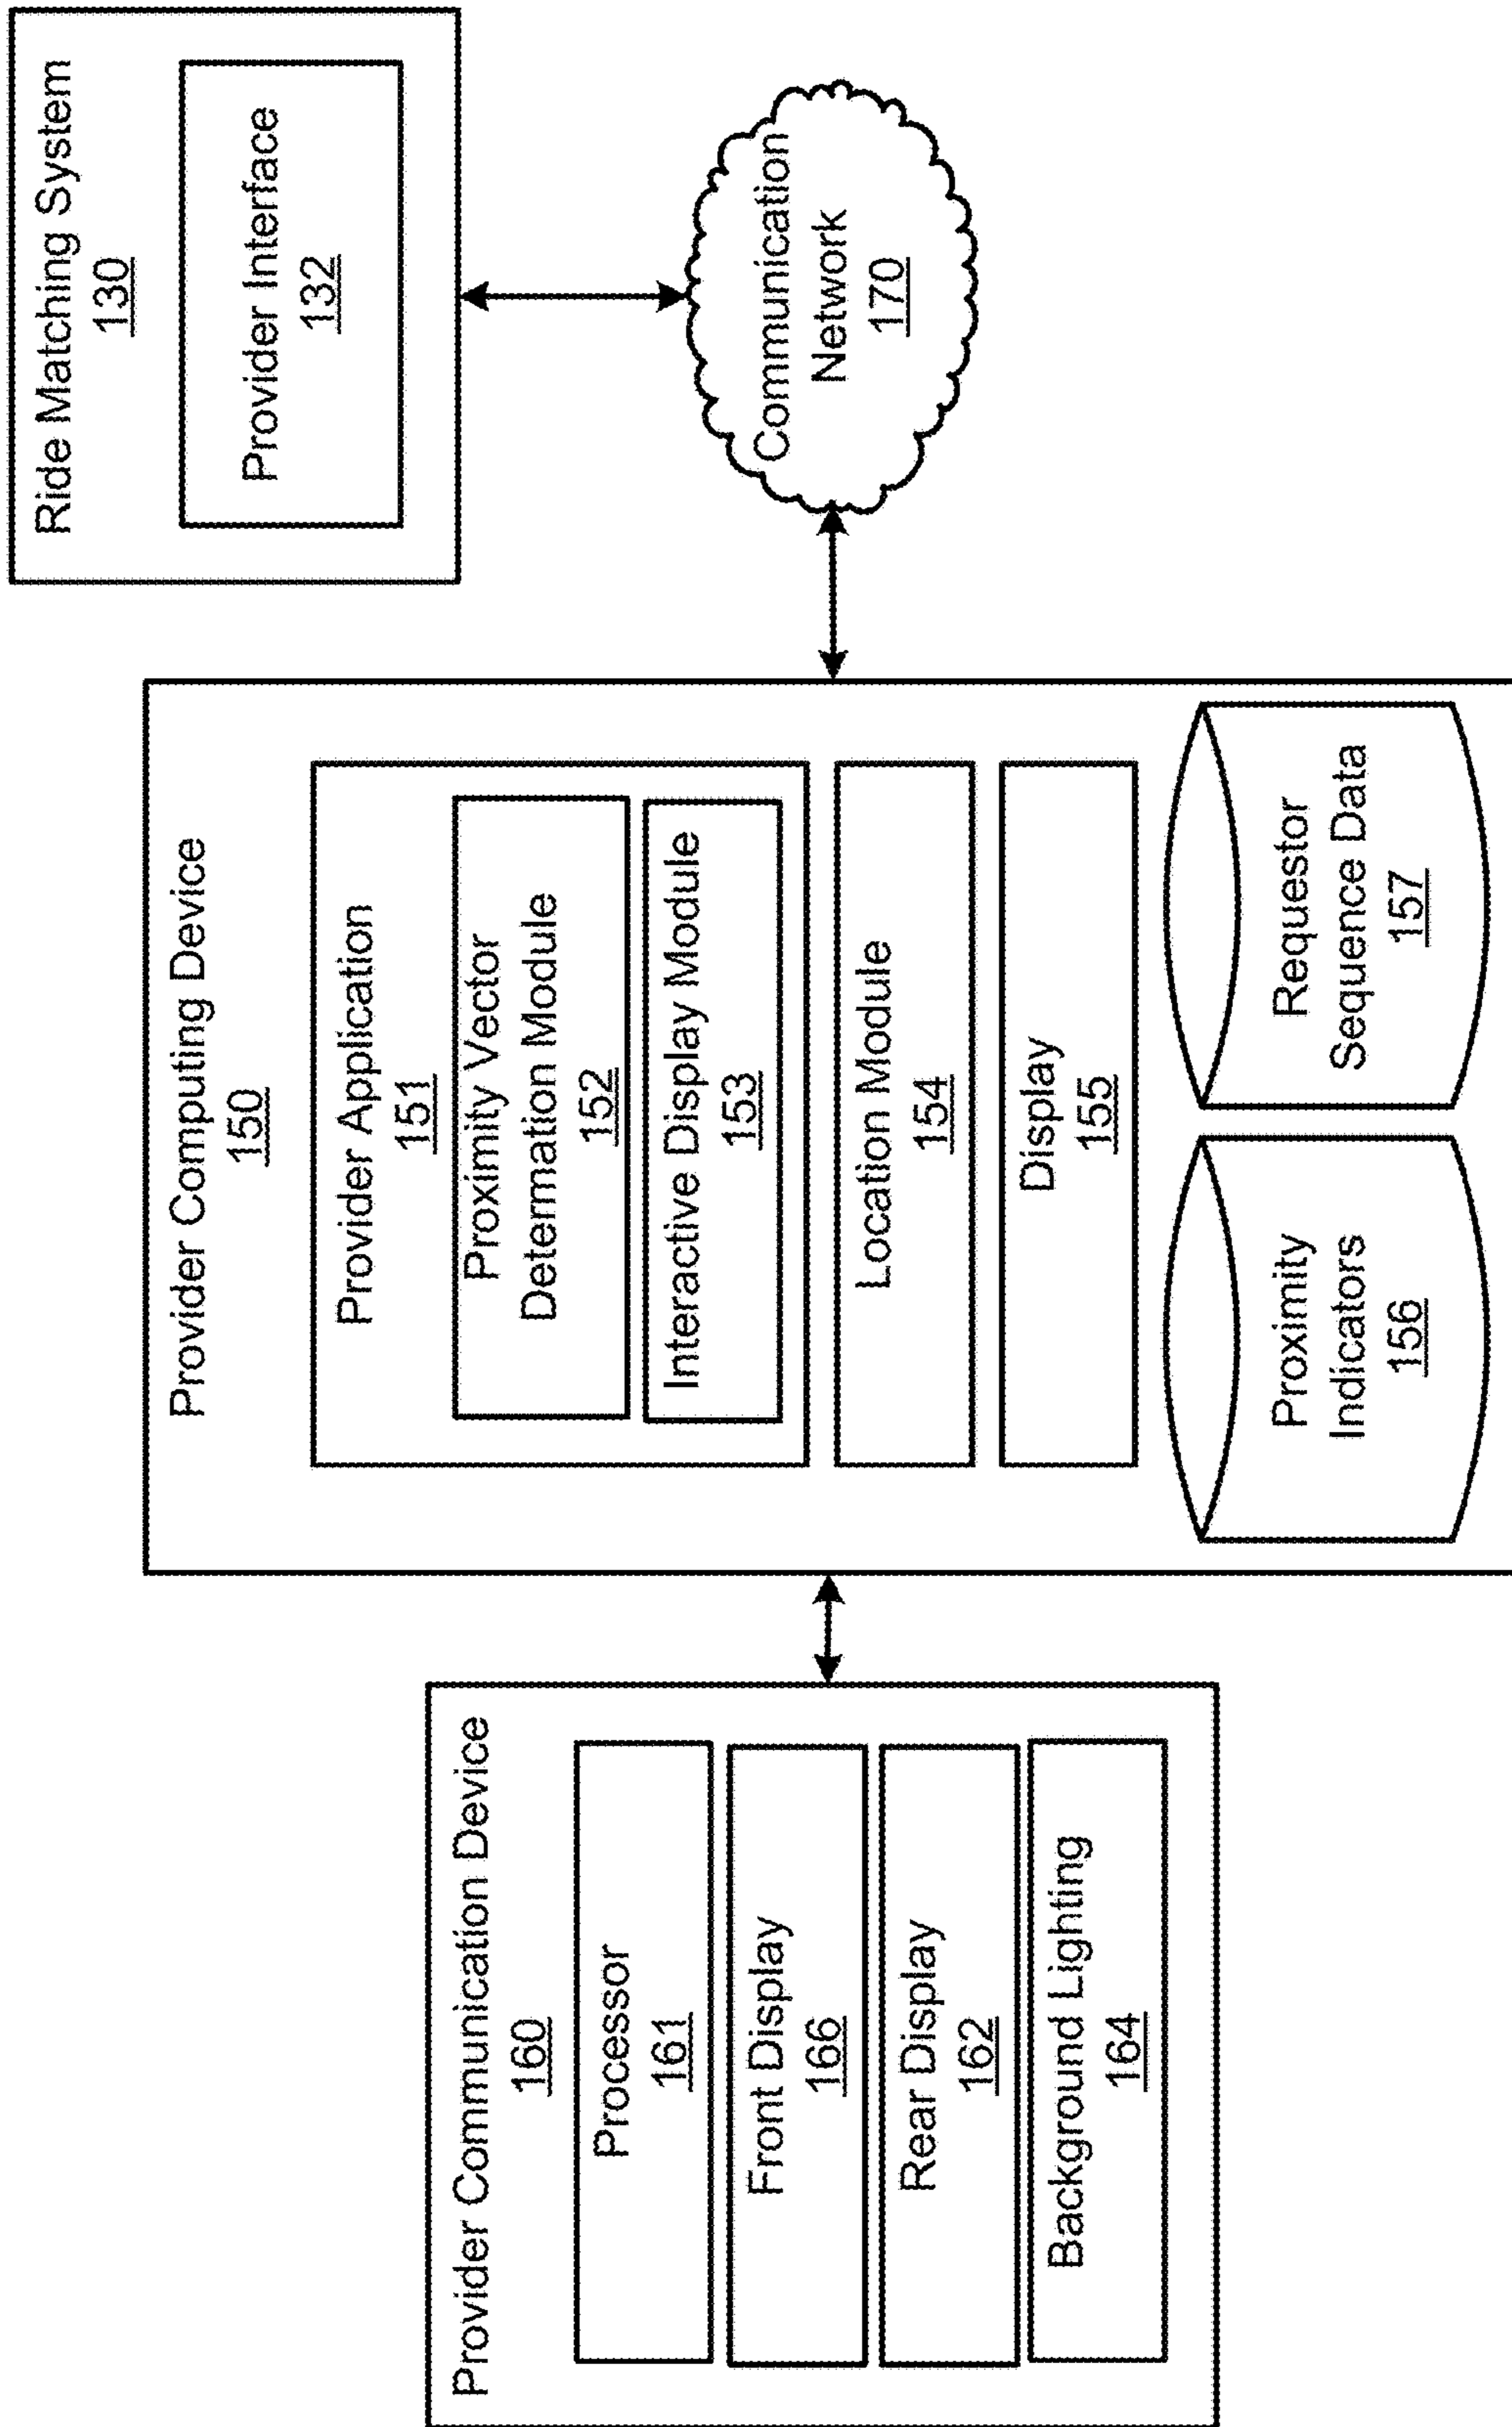 Provider Communication Device
160
Processor
161
Front Display
166
Rear Display
162
Background Lighting
164
Provider Computing Device
150
Provider Application
151
Proximity Vector
Determation Module
152
Interactive Display Module
153
Location Module
154
Display
155
Proximity
Indicators
156
Requestor
Sequence Data
157
Ride Matching System
130
Provider Interface
132
Communication
Network
170